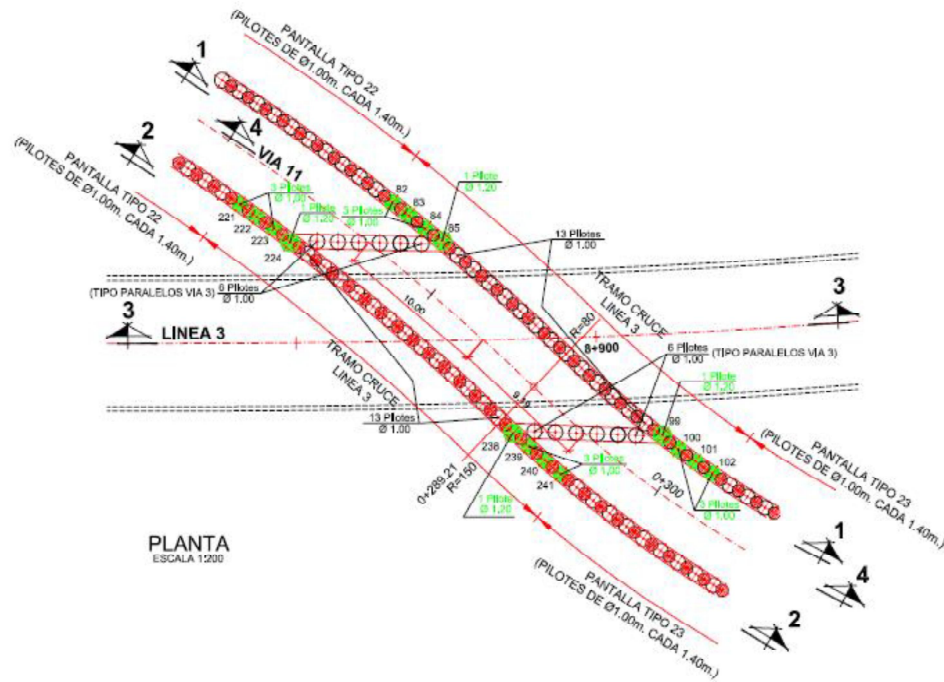 1
PANTALLA TIPO 22
(PILOTES DE Ø1.00m. CADA 1.40m.)
2
4
VIA 11
PANTALLA TIPO 22
(PILOTES DE Ø1.00m. CADA 1.40m.)
3 Pilotes
Ø 1.00
1 Pilote
Ø 1.20
3 Pilotes
Ø 1.00
1 Pilote
Ø 1.20
82
83
84
85
221
222
223
224
13 Pilotes
Ø 1.00
6 Pilotes
Ø 1.00
(TIPO PARALELOS VIA 3)
10.00
TRAMO CRUCE
LINEA 3
R=80
6+900
3
LINEA 3
3
6 Pilotes
Ø 1.00
(TIPO PARALELOS VIA 3)
1 Pilote
Ø 1.20
TRAMO CRUCE
LINEA 3
13 Pilotes
Ø 1.00
99
100
101
102
238
239
240
241
3 Pilotes
Ø 1.00
3 Pilotes
Ø 1.00
0+289.21
R=150
0+300
1 Pilote
Ø 1.20
PANTALLA TIPO 23
(PILOTES DE Ø1.00m. CADA 1.40m.)
PANTALLA TIPO 23
(PILOTES DE Ø1.00m. CADA 1.40m.)
1
4
2
PLANTA
ESCALA 1:200